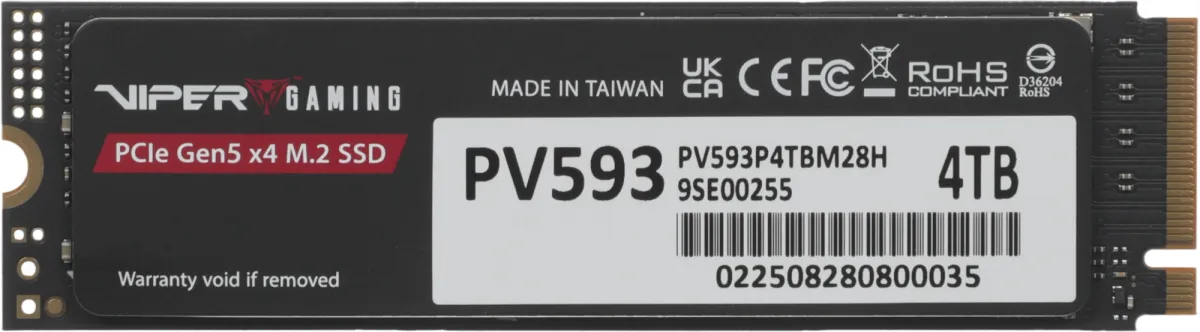 VIPER GAMING
PCIe Gen5 x4 M.2 SSD
Warranty void if removed
MADE IN TAIWAN
UK
CA
CE FC
RoHS
COMPLIANT
D36204
RoHS
PV593
PV593P4TBM28H
9SE00255
4TB
022508280800035